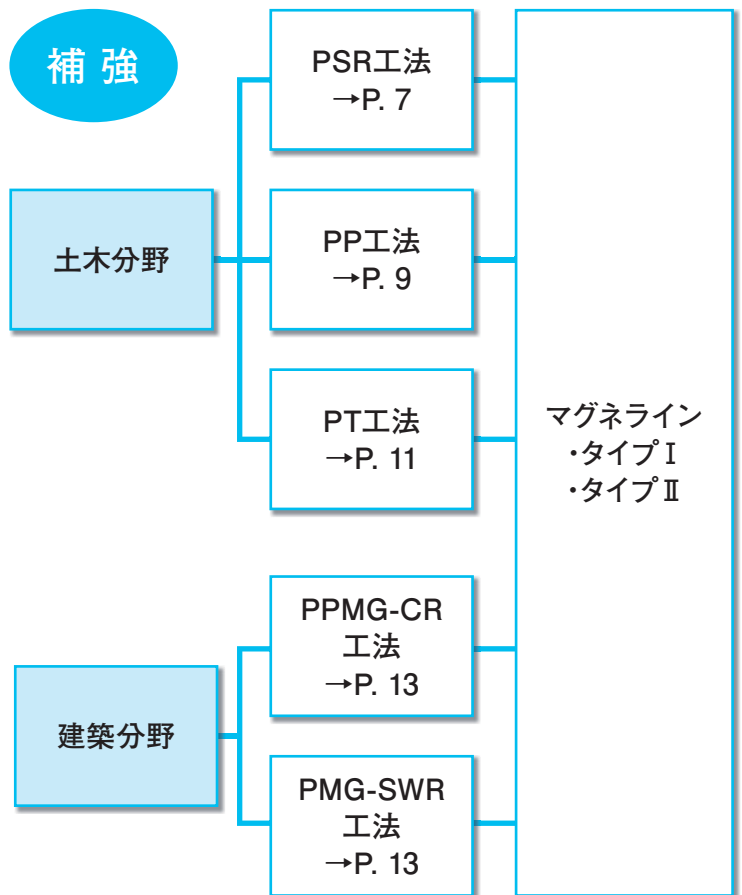 補 強
土木分野
PSR工法
→P. 7
PP工法
→P. 9
PT工法
→P. 11
建築分野
PPMG-CR
工法
→P. 13
PMG-SWR
工法
→P. 13
マグネライン
・タイプⅠ
・タイプⅡ